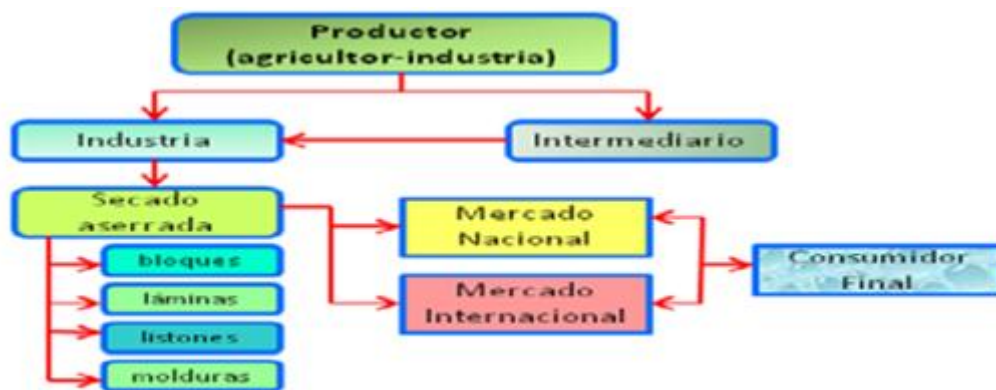 Productor
(agricultor-industria)
Industria
Intermediario
Secado
aserrada
Mercado
Nacional
bloques
Consumidor
Final
láminas
Mercado
Internacional
listones
molduras